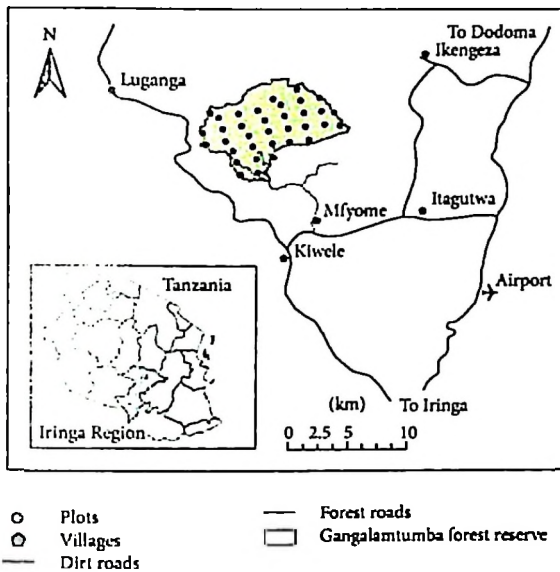 N
To Dodoma
Ikengeza
Luganga
Itagutwa
Mfyome
Kiwele
Airport
Tanzania
Iringa Region
(km)
0 2.5 5 10
To Iringa
Plots
Villages
Dirt roads
Forest roads
Gangalamtumba forest reserve